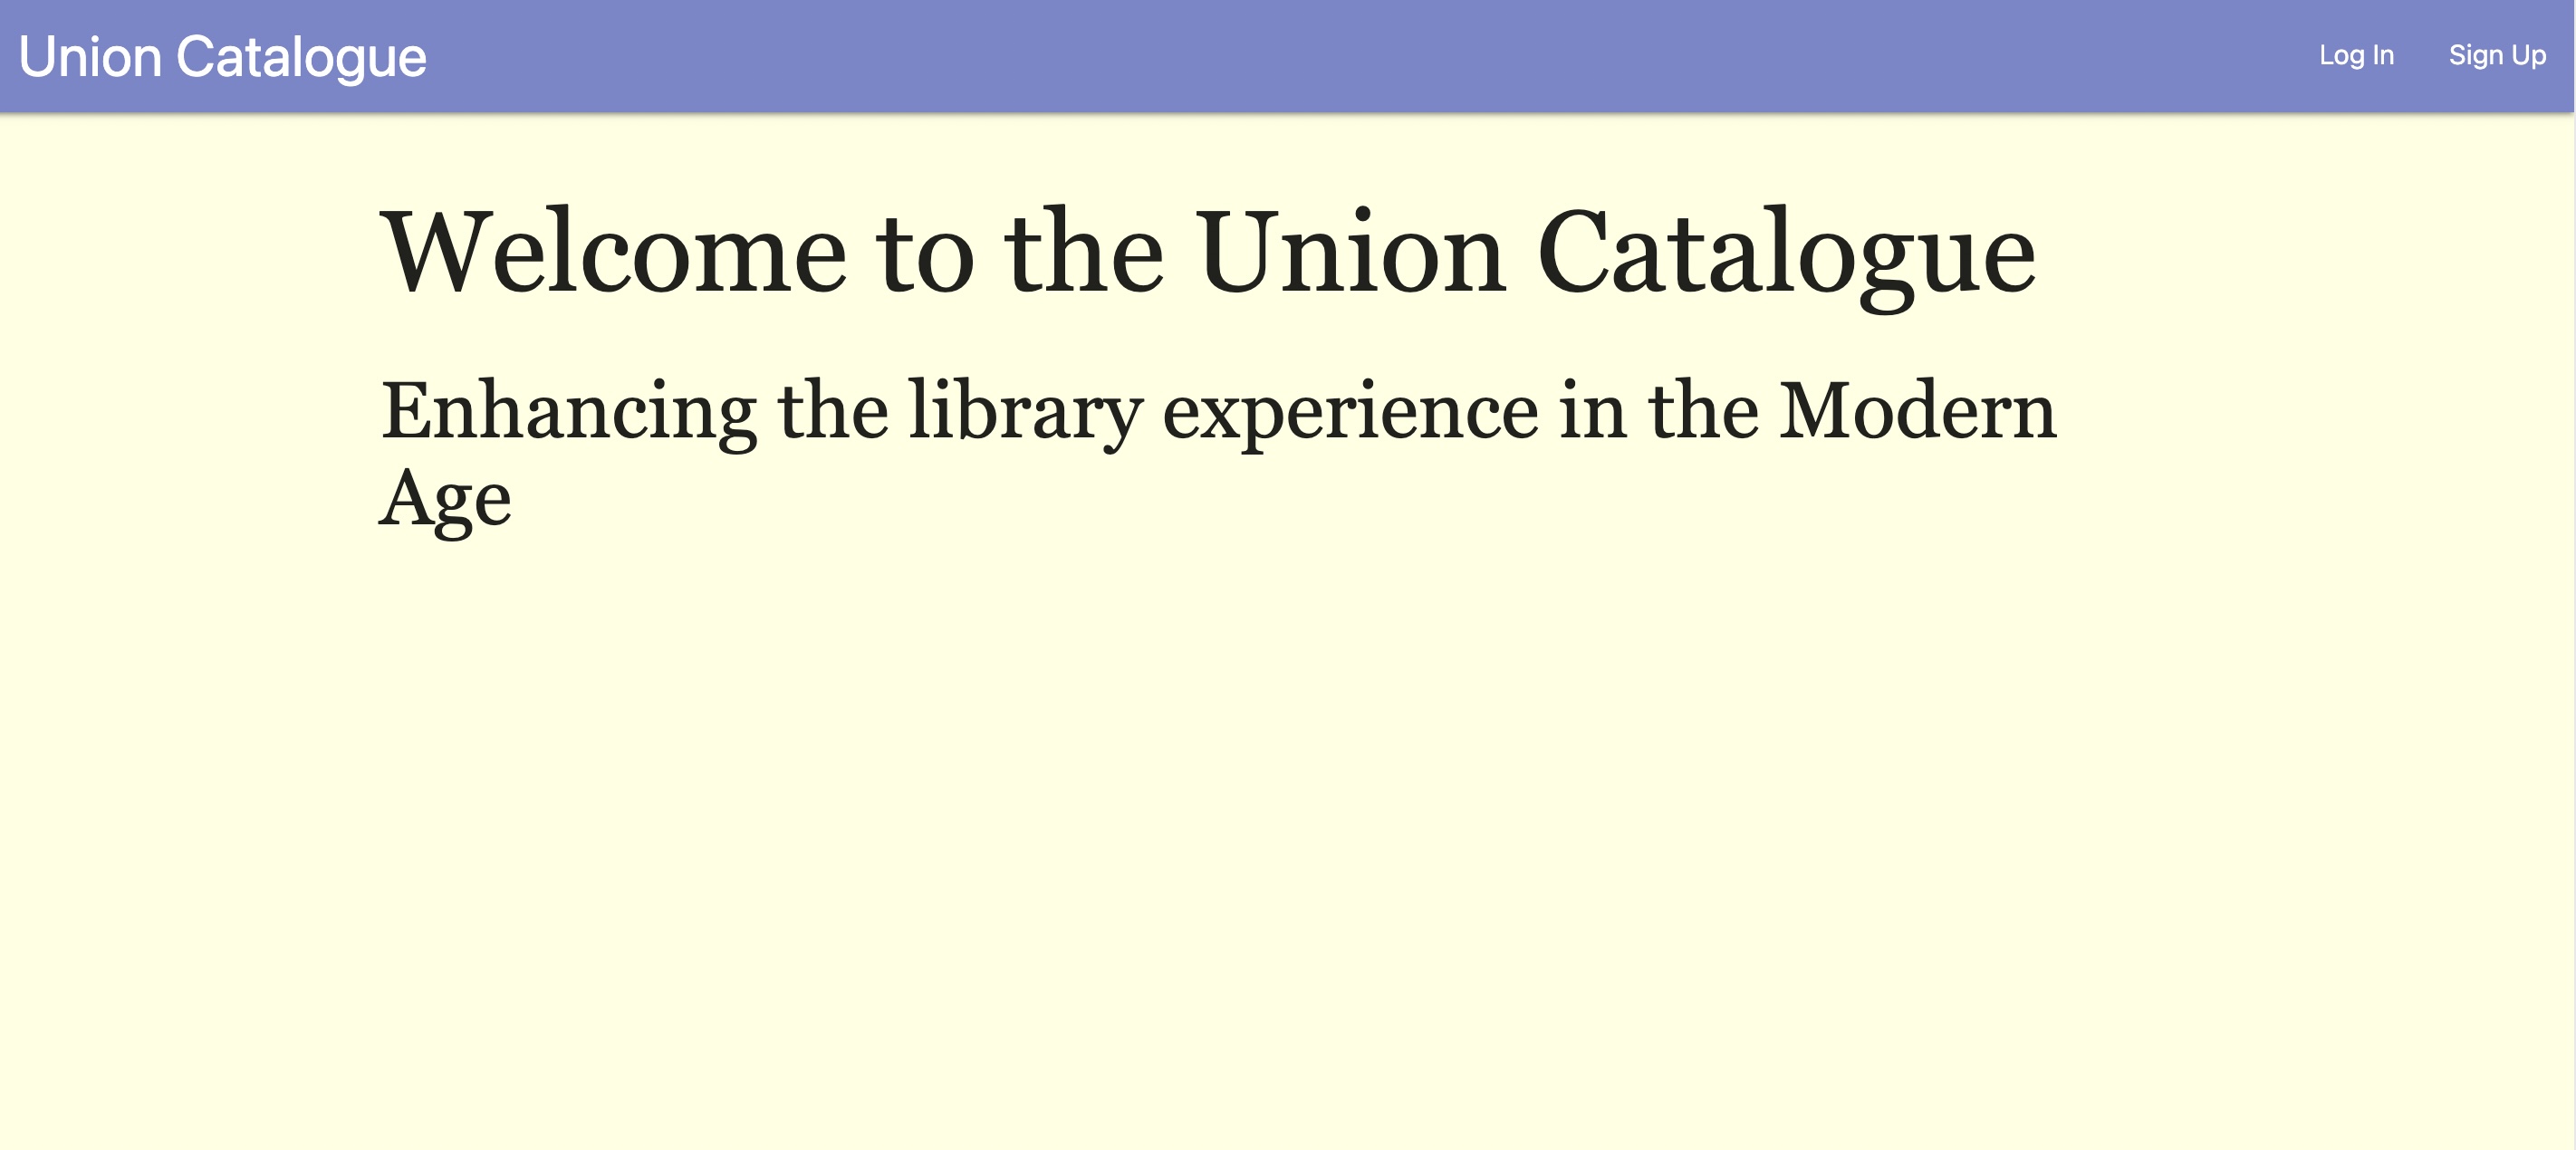 Union Catalogue
Log In
Sign Up
Welcome to the Union Catalogue
Enhancing the library experience in the Modern
Age